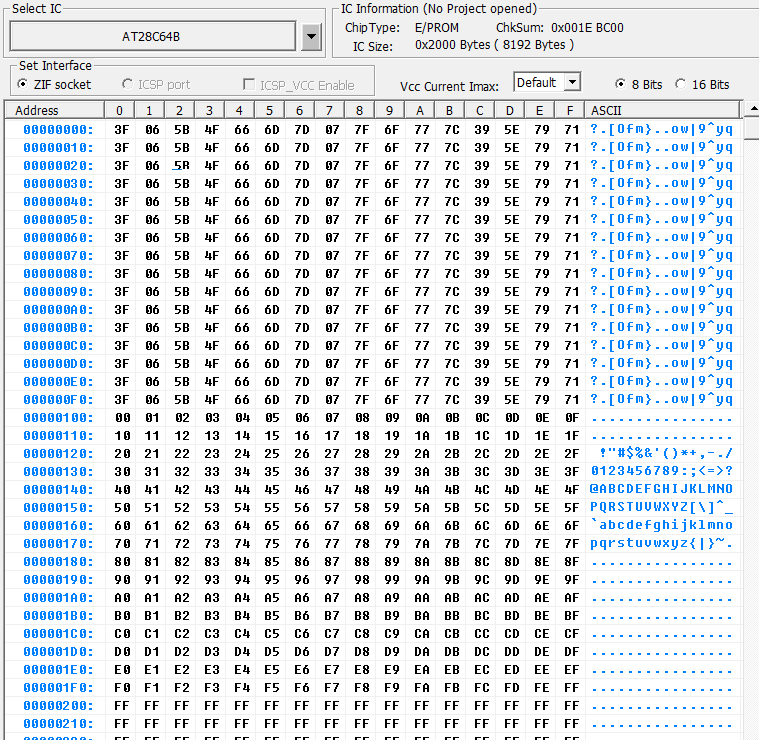 Select IC
AT28C64B
IC Information (No Project opened)
ChipType: E/PROM ChkSum: 0x001E BC00
IC Size: 0x2000 Bytes ( 8192 Bytes )
Set Interface
ZIF socket ICSP port ICSP_VCC Enable
Vcc Current Imax: Default 8 Bits 16 Bits
Address 0 1 2 3 4 5 6 7 8 9 A B C D E F ASCII
00000000: 3F 06 5B 4F 66 6D 7D 07 7F 6F 77 7C 39 5E 79 71 ?.[Ofm}..ow|9^yq
00000010: 3F 06 5B 4F 66 6D 7D 07 7F 6F 77 7C 39 5E 79 71 ?.[Ofm}..ow|9^yq
00000020: 3F 06 5B 4F 66 6D 7D 07 7F 6F 77 7C 39 5E 79 71 ?.[Ofm}..ow|9^yq
00000030: 3F 06 5B 4F 66 6D 7D 07 7F 6F 77 7C 39 5E 79 71 ?.[Ofm}..ow|9^yq
00000040: 3F 06 5B 4F 66 6D 7D 07 7F 6F 77 7C 39 5E 79 71 ?.[Ofm}..ow|9^yq
00000050: 3F 06 5B 4F 66 6D 7D 07 7F 6F 77 7C 39 5E 79 71 ?.[Ofm}..ow|9^yq
00000060: 3F 06 5B 4F 66 6D 7D 07 7F 6F 77 7C 39 5E 79 71 ?.[Ofm}..ow|9^yq
00000070: 3F 06 5B 4F 66 6D 7D 07 7F 6F 77 7C 39 5E 79 71 ?.[Ofm}..ow|9^yq
00000080: 3F 06 5B 4F 66 6D 7D 07 7F 6F 77 7C 39 5E 79 71 ?.[Ofm}..ow|9^yq
00000090: 3F 06 5B 4F 66 6D 7D 07 7F 6F 77 7C 39 5E 79 71 ?.[Ofm}..ow|9^yq
000000A0: 3F 06 5B 4F 66 6D 7D 07 7F 6F 77 7C 39 5E 79 71 ?.[Ofm}..ow|9^yq
000000B0: 3F 06 5B 4F 66 6D 7D 07 7F 6F 77 7C 39 5E 79 71 ?.[Ofm}..ow|9^yq
000000C0: 3F 06 5B 4F 66 6D 7D 07 7F 6F 77 7C 39 5E 79 71 ?.[Ofm}..ow|9^yq
000000D0: 3F 06 5B 4F 66 6D 7D 07 7F 6F 77 7C 39 5E 79 71 ?.[Ofm}..ow|9^yq
000000E0: 3F 06 5B 4F 66 6D 7D 07 7F 6F 77 7C 39 5E 79 71 ?.[Ofm}..ow|9^yq
000000F0: 3F 06 5B 4F 66 6D 7D 07 7F 6F 77 7C 39 5E 79 71 ?.[Ofm}..ow|9^yq
00000100: 00 01 02 03 04 05 06 07 08 09 0A 0B 0C 0D 0E 0F ................
00000110: 10 11 12 13 14 15 16 17 18 19 1A 1B 1C 1D 1E 1F ................
00000120: 20 21 22 23 24 25 26 27 28 29 2A 2B 2C 2D 2E 2F  !"#$%&'()*+,-./
00000130: 30 31 32 33 34 35 36 37 38 39 3A 3B 3C 3D 3E 3F 0123456789:;<=>?
00000140: 40 41 42 43 44 45 46 47 48 49 4A 4B 4C 4D 4E 4F @ABCDEFGHIJKLMNO
00000150: 50 51 52 53 54 55 56 57 58 59 5A 5B 5C 5D 5E 5F PQRSTUVWXYZ[\]^_
00000160: 60 61 62 63 64 65 66 67 68 69 6A 6B 6C 6D 6E 6F `abcdefghijklmno
00000170: 70 71 72 73 74 75 76 77 78 79 7A 7B 7C 7D 7E 7F pqrstuvwxyz{|}~.
00000180: 80 81 82 83 84 85 86 87 88 89 8A 8B 8C 8D 8E 8F ................
00000190: 90 91 92 93 94 95 96 97 98 99 9A 9B 9C 9D 9E 9F ................
000001A0: A0 A1 A2 A3 A4 A5 A6 A7 A8 A9 AA AB AC AD AE AF ................
000001B0: B0 B1 B2 B3 B4 B5 B6 B7 B8 B9 BA BB BC BD BE BF ................
000001C0: C0 C1 C2 C3 C4 C5 C6 C7 C8 C9 CA CB CC CD CE CF ................
000001D0: D0 D1 D2 D3 D4 D5 D6 D7 D8 D9 DA DB DC DD DE DF ................
000001E0: E0 E1 E2 E3 E4 E5 E6 E7 E8 E9 EA EB EC ED EE EF ................
000001F0: F0 F1 F2 F3 F4 F5 F6 F7 F8 F9 FA FB FC FD FE FF ................
00000200: FF FF FF FF FF FF FF FF FF FF FF FF FF FF FF FF ................
00000210: FF FF FF FF FF FF FF FF FF FF FF FF FF FF FF FF ................